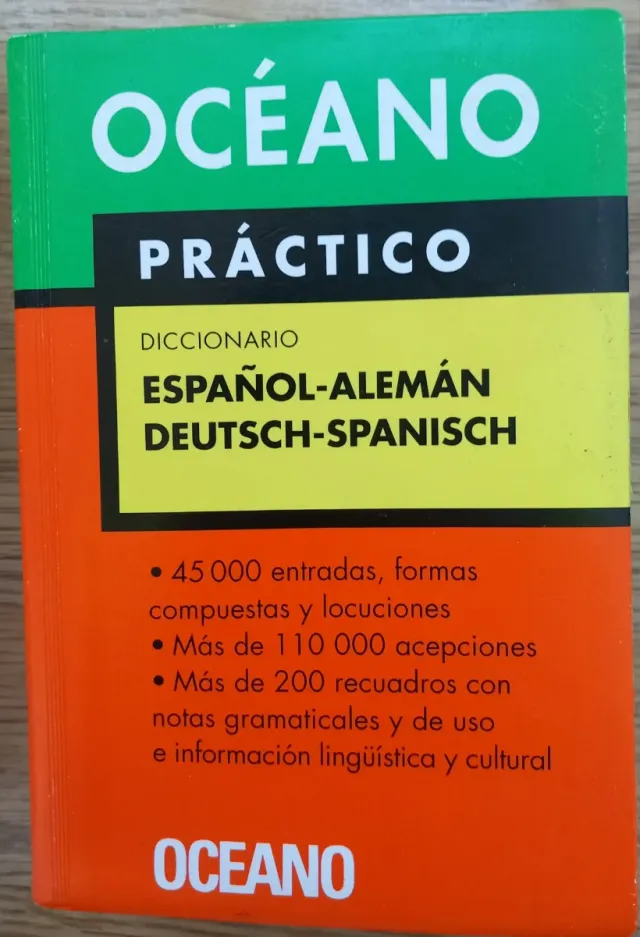 OCÉANO
PRÁCTICO
DICCIONARIO
ESPAÑOL-ALEMÁN
DEUTSCH-SPANISCH
• 45 000 entradas, formas
compuestas y locuciones
• Más de 110 000 acepciones
• Más de 200 recuadros con
notas gramaticales y de uso
e información lingüística y cultural
OCEANO